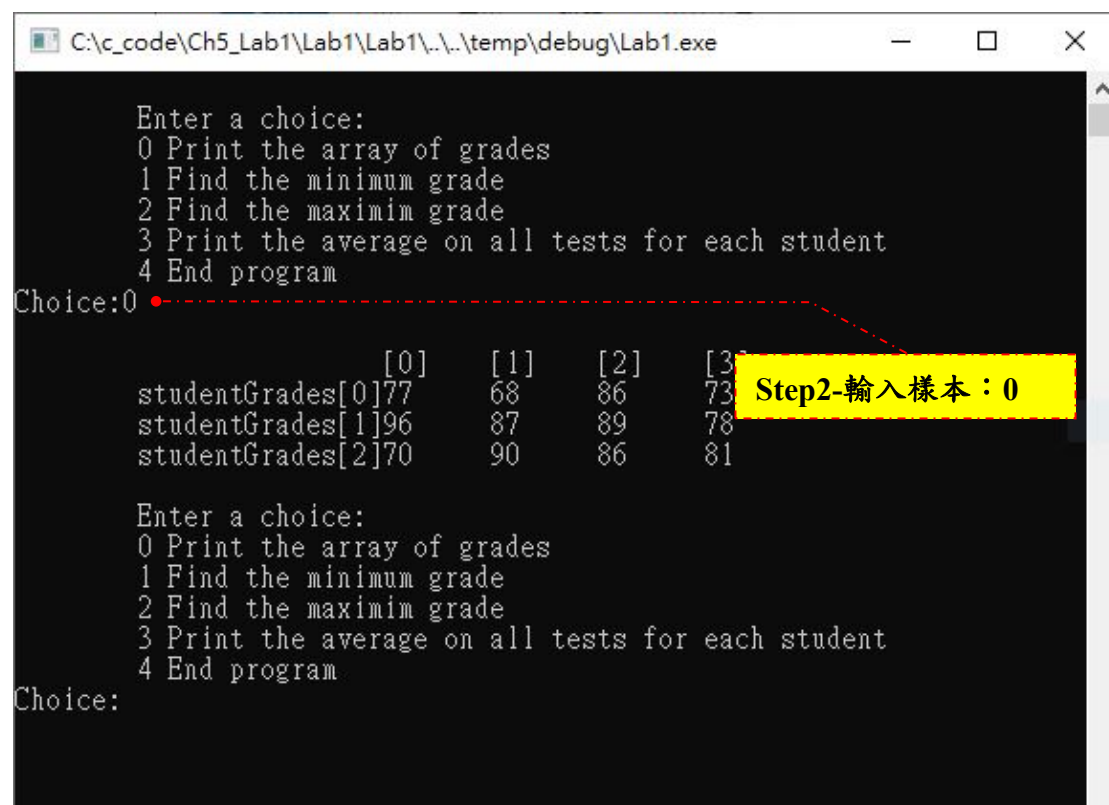 C:\c_code\Ch5_Lab1\Lab1\Lab1\..\..\temp\debug\Lab1.exe
Enter a choice:
0 Print the array of grades
1 Find the minimum grade
2 Find the maximim grade
3 Print the average on all tests for each student
4 End program
Choice:0
[0] [1] [2] [3
studentGrades[0]77 68 86 73
studentGrades[1]96 87 89 78
studentGrades[2]70 90 86 81
Step2-輸入樣本：0
Enter a choice:
0 Print the array of grades
1 Find the minimum grade
2 Find the maximim grade
3 Print the average on all tests for each student
4 End program
Choice: